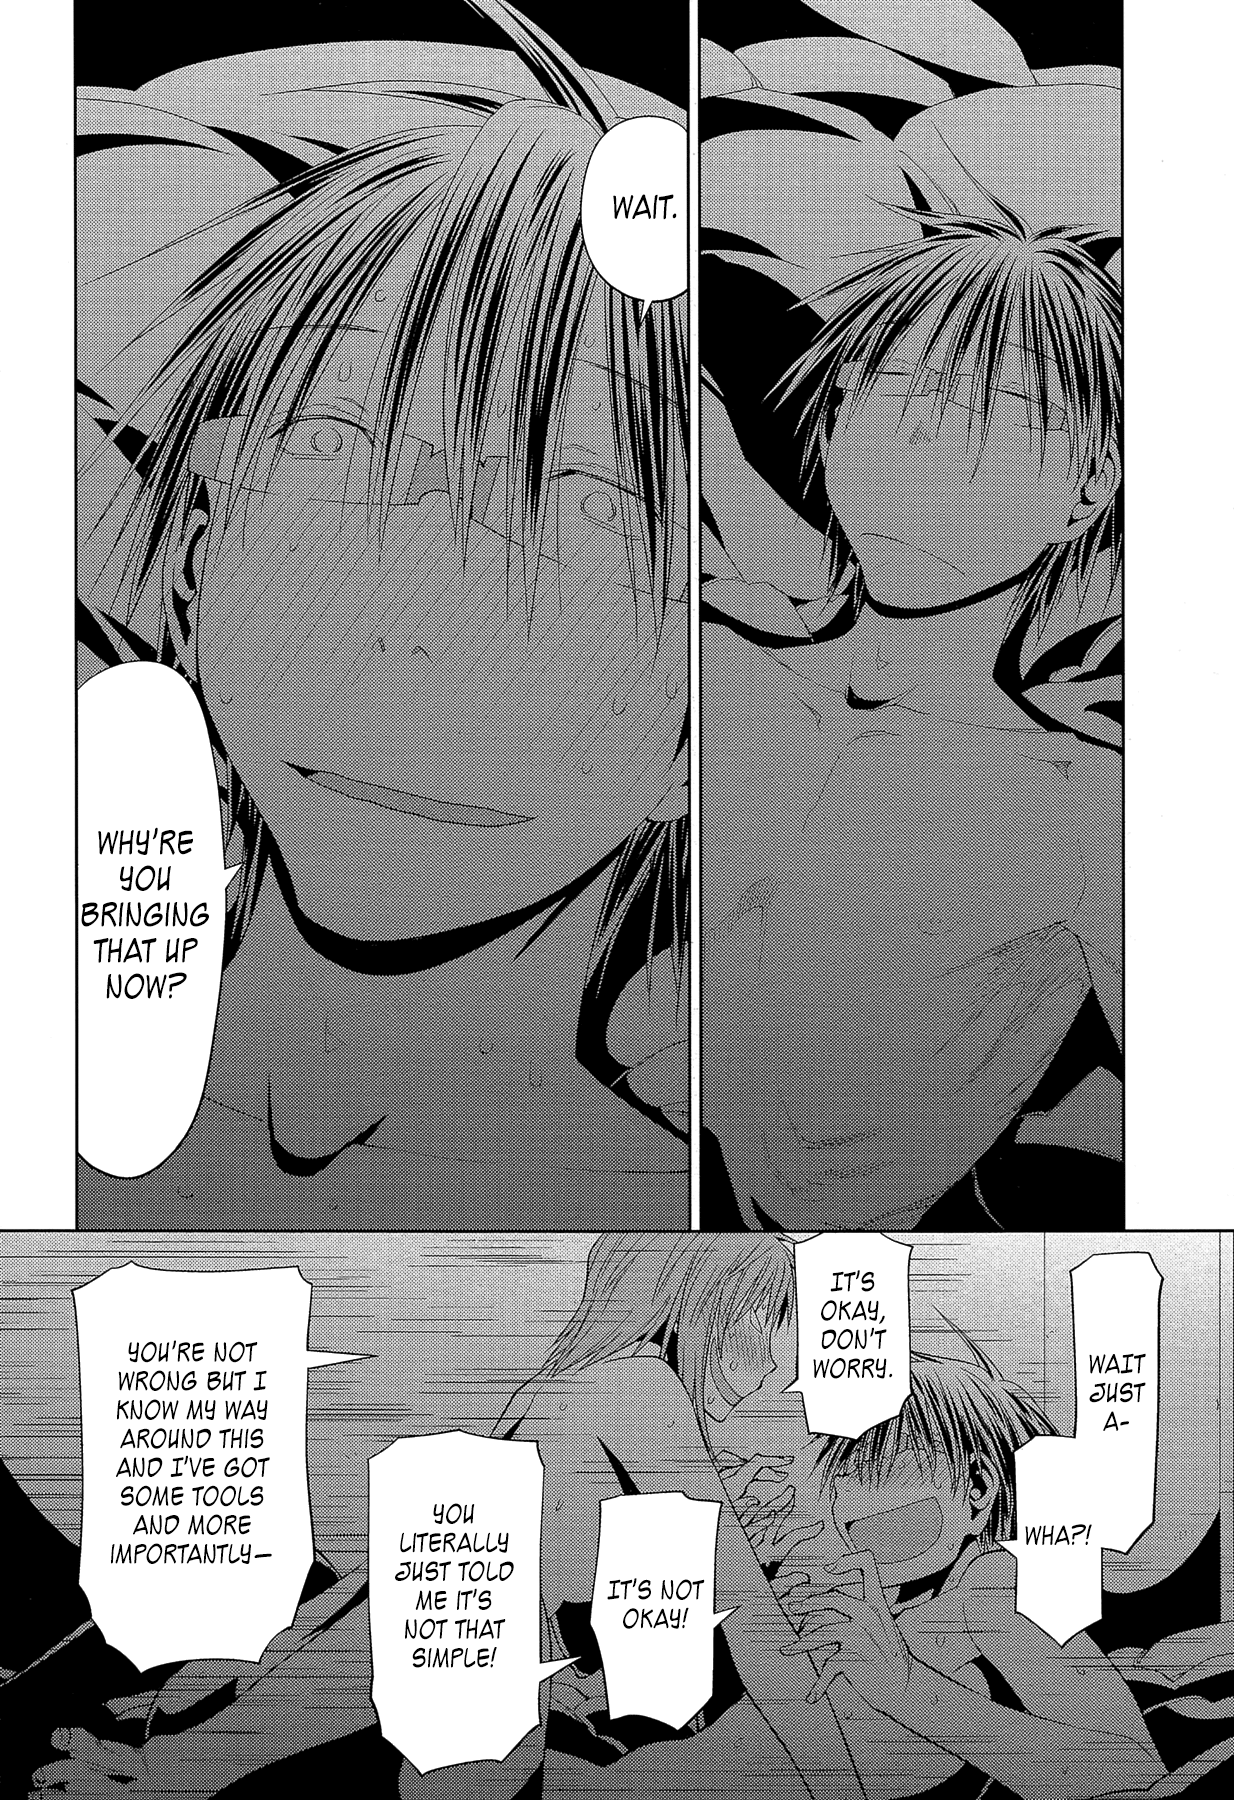 WAIT.
WHY'RE
YOU
BRINGING
THAT UP
NOW?
WAIT
JUST
A-
WHA?!
IT'S
OKAY,
DON'T
WORRY.
IT'S NOT
OKAY!
YOU
LITERALLY
JUST TOLD
ME IT'S
NOT THAT
SIMPLE!
YOU'RE NOT
WRONG BUT I
KNOW MY WAY
AROUND THIS
AND I'VE GOT
SOME TOOLS
AND MORE
IMPORTANTLY—